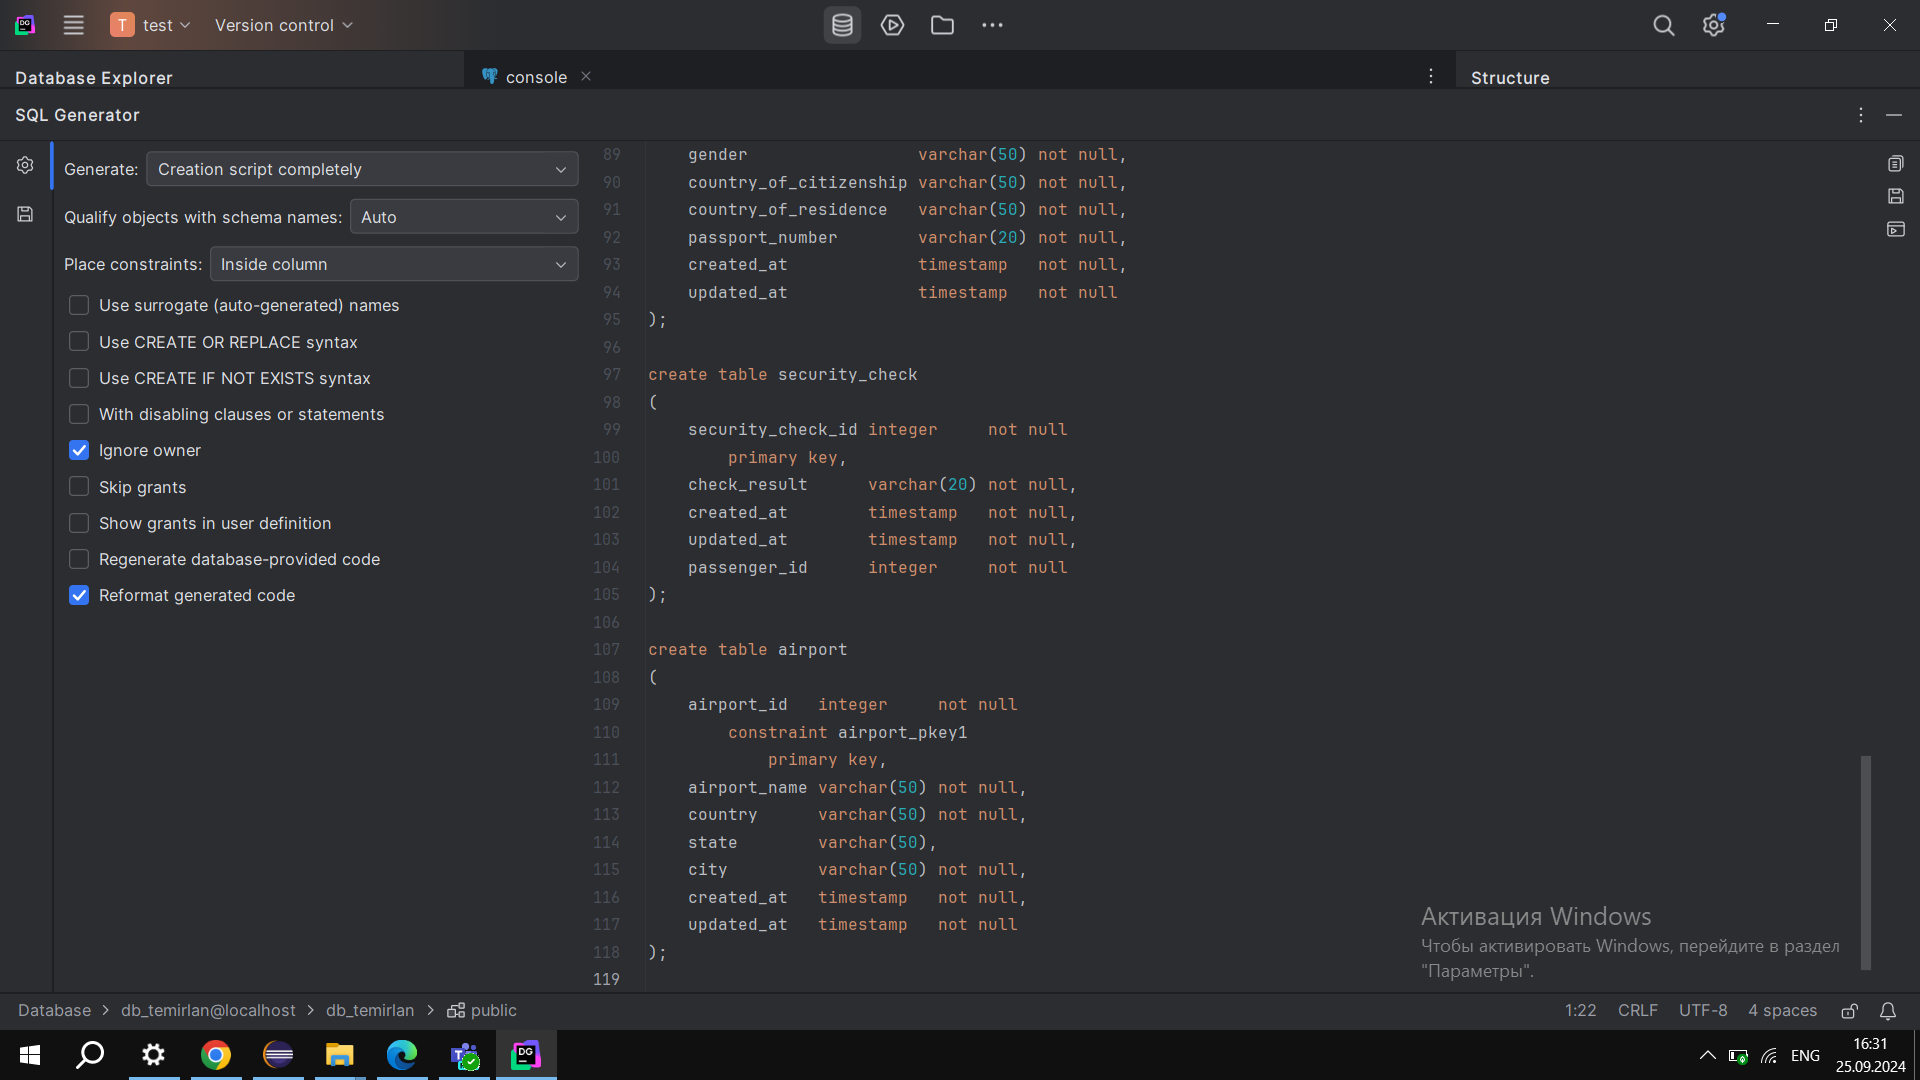 T test Version control
Database Explorer
console
Structure
SQL Generator
Generate: Creation script completely
Qualify objects with schema names: Auto
Place constraints: Inside column
Use surrogate (auto-generated) names
Use CREATE OR REPLACE syntax
Use CREATE IF NOT EXISTS syntax
With disabling clauses or statements
Ignore owner
Skip grants
Show grants in user definition
Regenerate database-provided code
Reformat generated code
89 gender varchar(50) not null,
90 country_of_citizenship varchar(50) not null,
91 country_of_residence varchar(50) not null,
92 passport_number varchar(20) not null,
93 created_at timestamp not null,
94 updated_at timestamp not null
95 );
96
97 create table security_check
98 (
99 security_check_id integer not null
100 primary key,
101 check_result varchar(20) not null,
102 created_at timestamp not null,
103 updated_at timestamp not null,
104 passenger_id integer not null
105 );
106
107 create table airport
108 (
109 airport_id integer not null
110 constraint airport_pkey1
111 primary key,
112 airport_name varchar(50) not null,
113 country varchar(50) not null,
114 state varchar(50),
115 city varchar(50) not null,
116 created_at timestamp not null,
117 updated_at timestamp not null
118 );
119
Активация Windows
Чтобы активировать Windows, перейдите в раздел
"Параметры".
Database > db_temirlan@localhost > db_temirlan > public
1:22 CRLF UTF-8 4 spaces
DG
ENG
16:31
25.09.2024